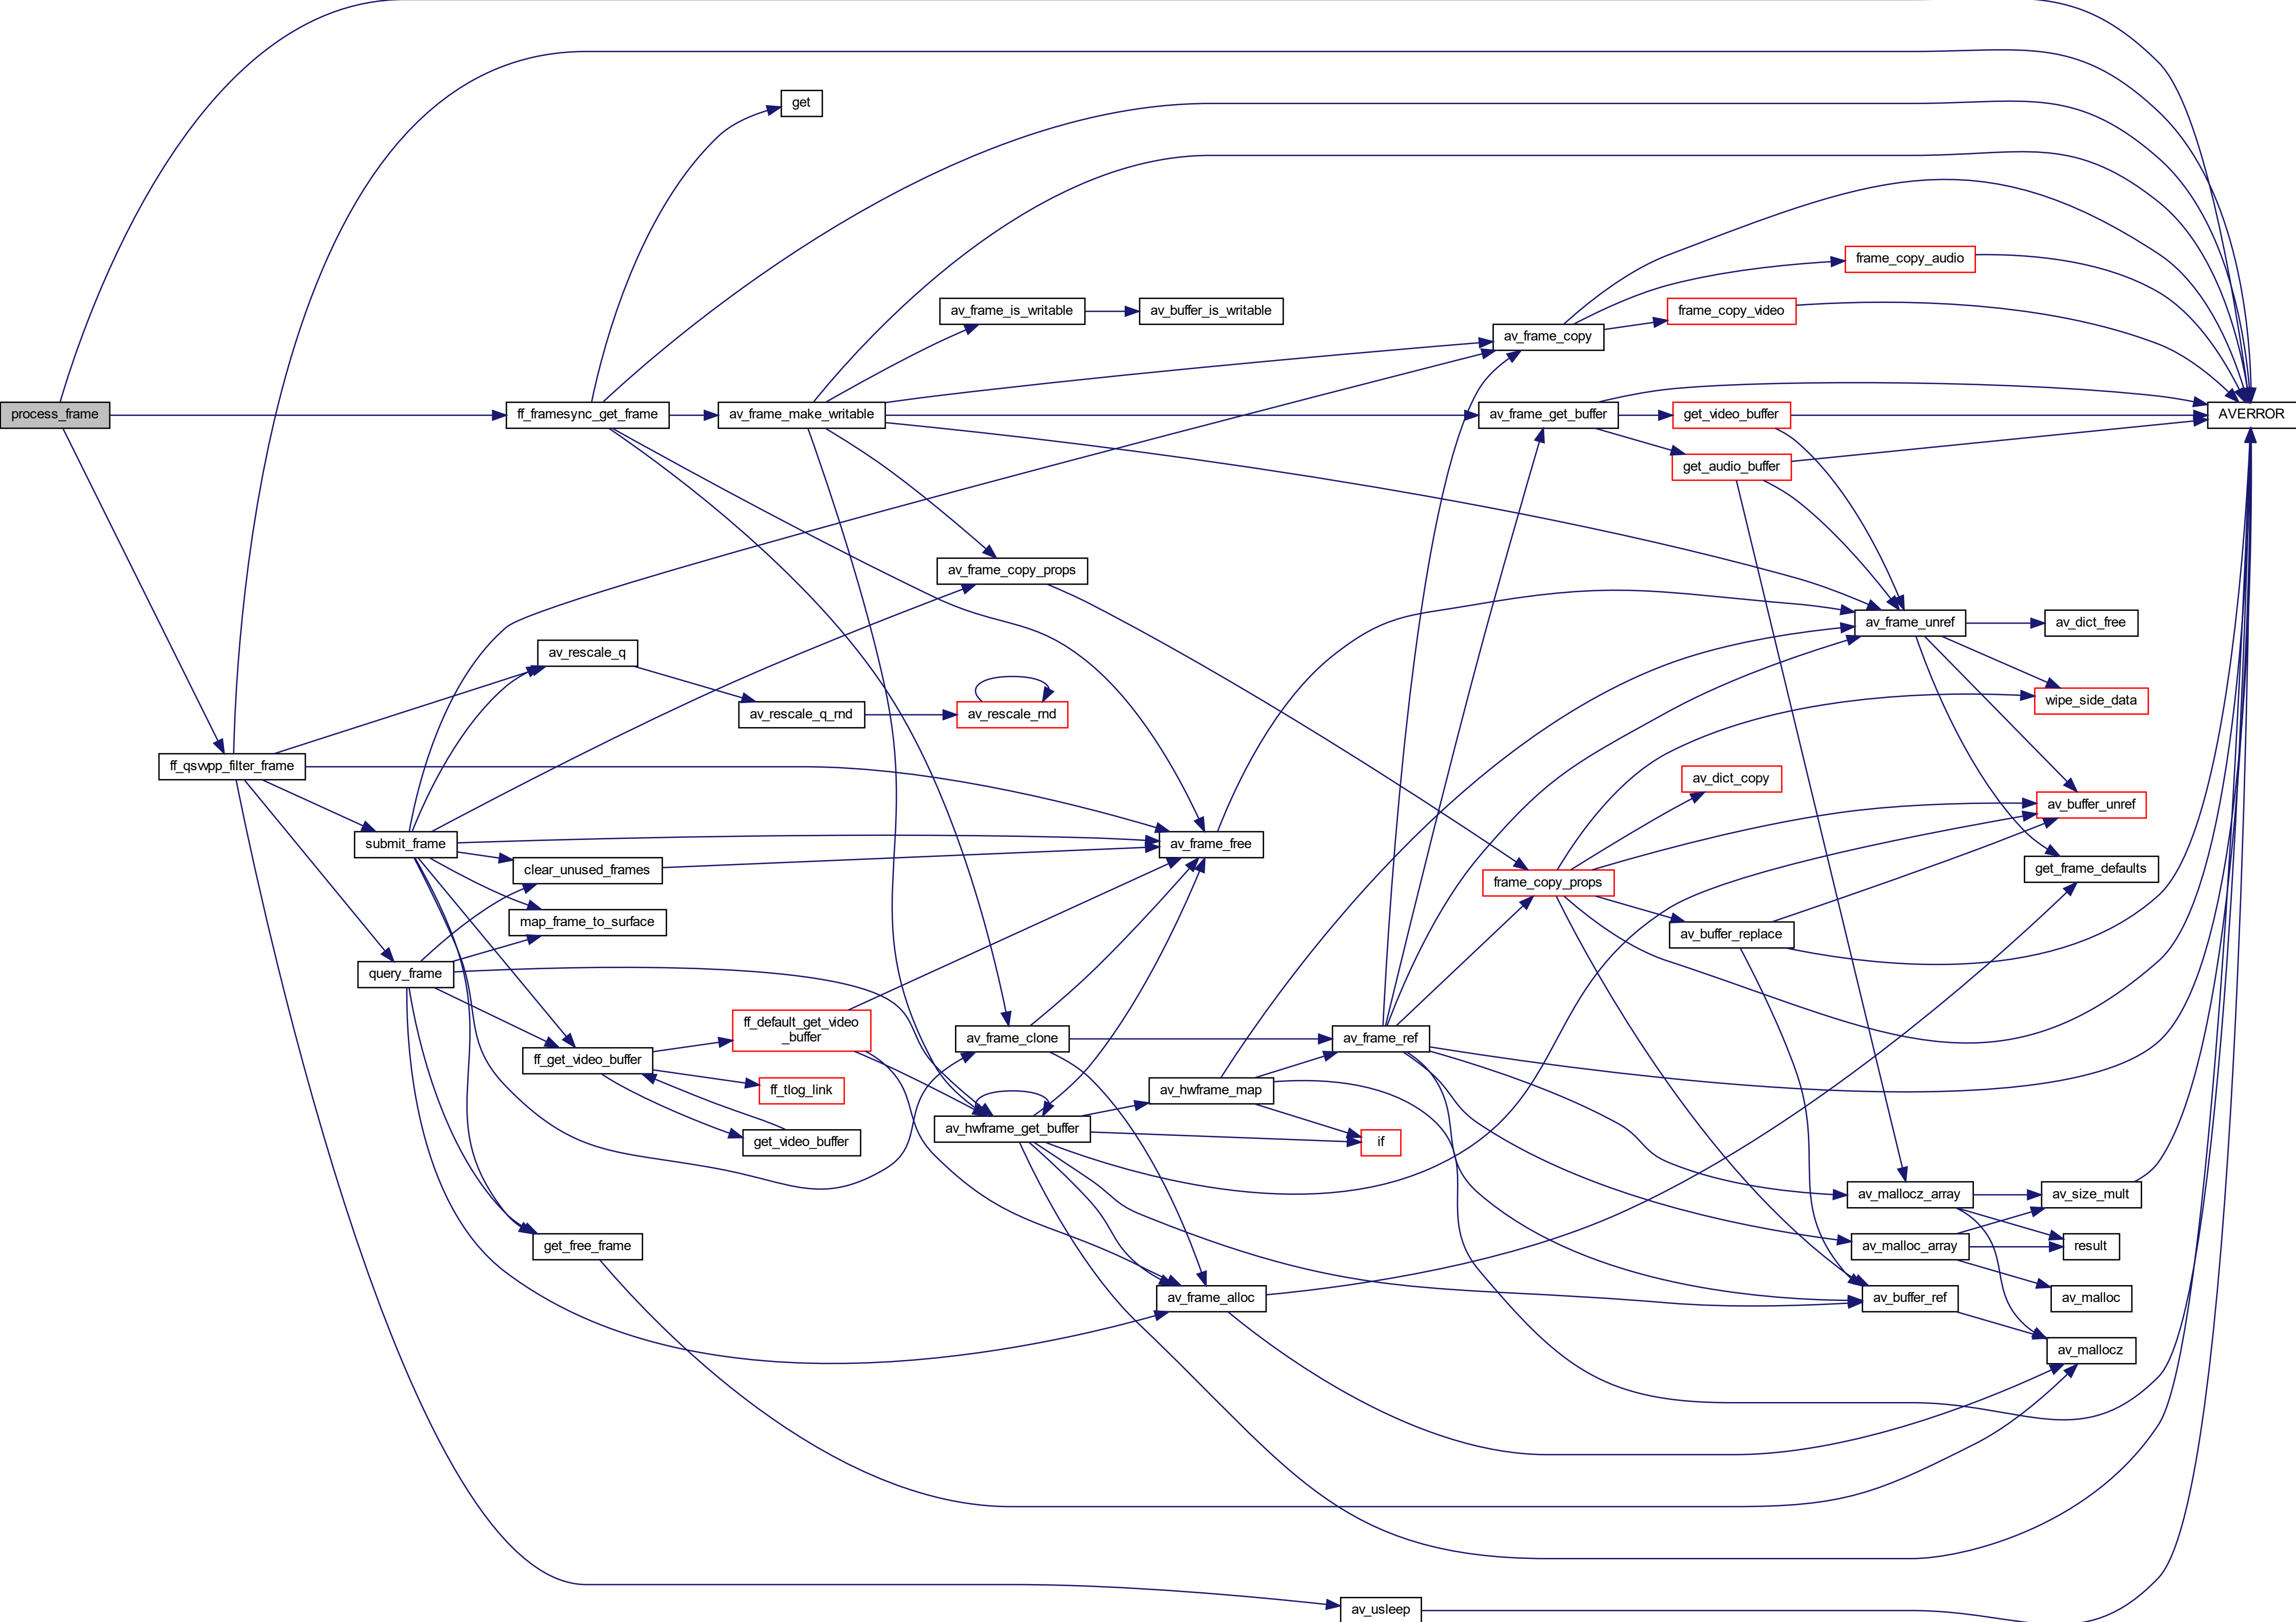 get
frame_copy_audio
av_frame_is_writable
av_buffer_is_writable
frame_copy_video
av_frame_copy
process_frame
ff_framesync_get_frame
av_frame_make_writable
av_frame_get_buffer
get_video_buffer
AVERROR
get_audio_buffer
av_frame_copy_props
av_frame_unref
av_dict_free
av_rescale_q
wipe_side_data
av_rescale_q_rnd
av_rescale_rnd
ff_qsvvpp_filter_frame
av_dict_copy
av_buffer_unref
submit_frame
av_frame_free
clear_unused_frames
get_frame_defaults
frame_copy_props
map_frame_to_surface
av_buffer_replace
query_frame
ff_default_get_video
_buffer
av_frame_clone
av_frame_ref
ff_get_video_buffer
ff_tlog_link
av_hwframe_map
av_hwframe_get_buffer
get_video_buffer
if
av_mallocz_array
av_size_mult
get_free_frame
av_malloc_array
result
av_frame_alloc
av_buffer_ref
av_malloc
av_mallocz
av_usleep